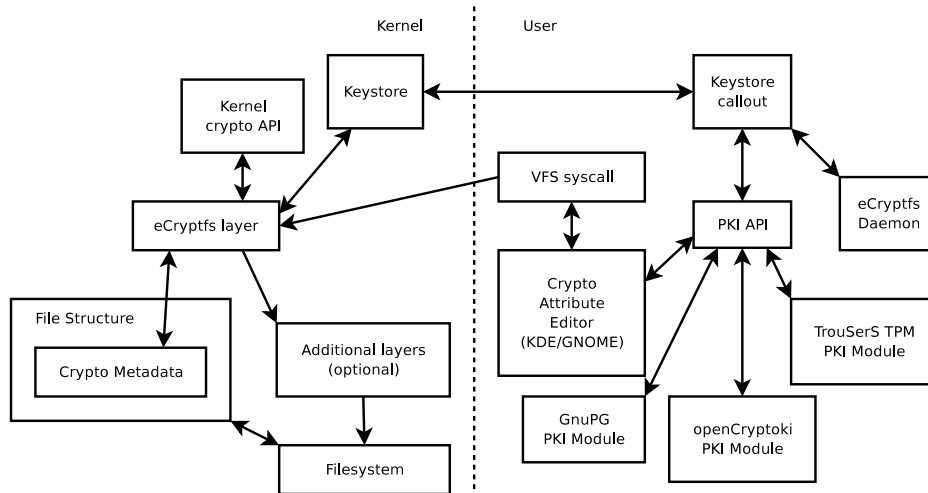 Kernel
User
Keystore
Keystore
callout
Kernel
crypto API
VFS syscall
eCryptfs
Daemon
eCryptfs layer
PKI API
Crypto
Attribute
Editor
(KDE/GNOME)
File Structure
Crypto Metadata
Additional layers
(optional)
TrouSerS TPM
PKI Module
GnuPG
PKI Module
openCryptoki
PKI Module
Filesystem